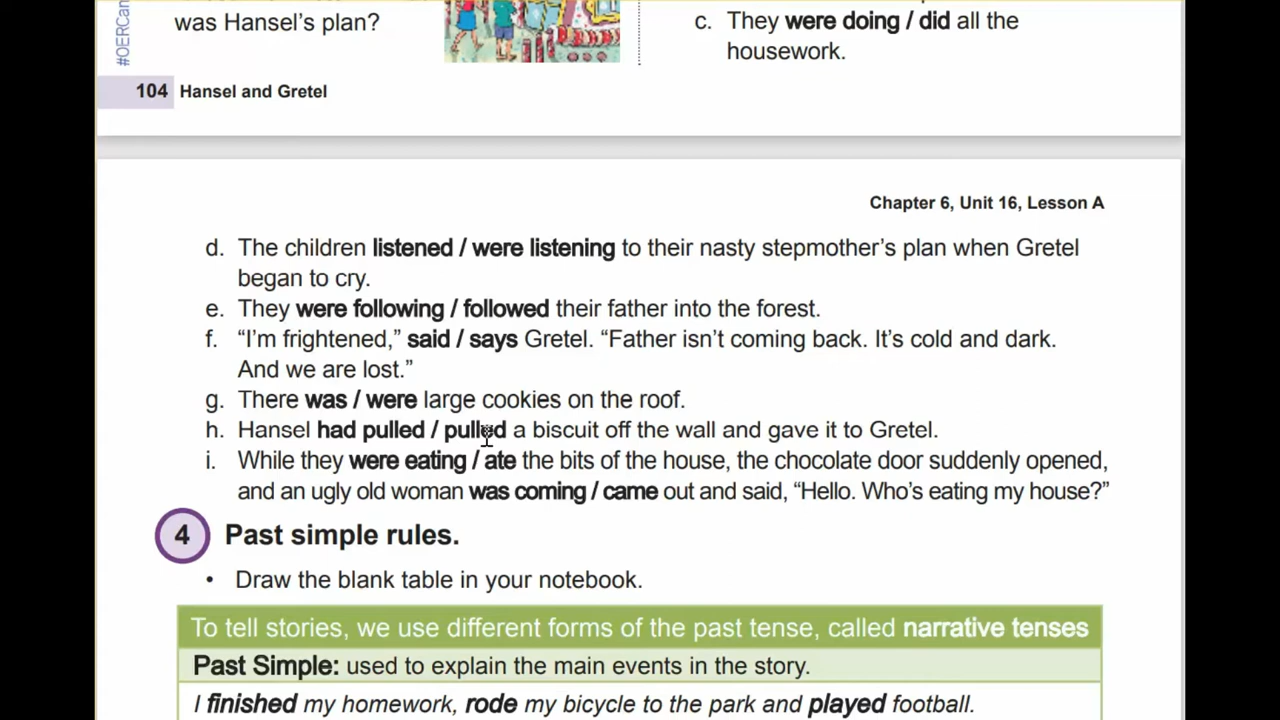 was Hansel's plan?
#OERCan
c. They were doing / did all the
housework.
104 Hansel and Gretel
Chapter 6, Unit 16, Lesson A
d. The children listened / were listening to their nasty stepmother's plan when Gretel
began to cry.
e. They were following / followed their father into the forest.
f. “I'm frightened,” said / says Gretel. “Father isn't coming back. It's cold and dark.
And we are lost.”
g. There was / were large cookies on the roof.
h. Hansel had pulled / pulled a biscuit off the wall and gave it to Gretel.
i. While they were eating / ate the bits of the house, the chocolate door suddenly opened,
and an ugly old woman was coming / came out and said, “Hello. Who's eating my house?”
4 Past simple rules.
• Draw the blank table in your notebook.
To tell stories, we use different forms of the past tense, called narrative tenses
Past Simple: used to explain the main events in the story.
I finished my homework, rode my bicycle to the park and played football.